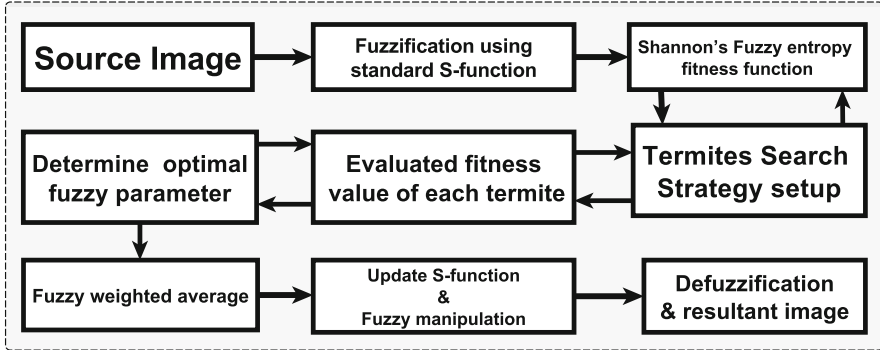 Source Image
Fuzzification using
standard S-function
Shannon's Fuzzy entropy
fitness function
Determine optimal
fuzzy parameter
Evaluated fitness
value of each termite
Termites Search
Strategy setup
Fuzzy weighted average
Update S-function
&
Fuzzy manipulation
Defuzzification
& resultant image